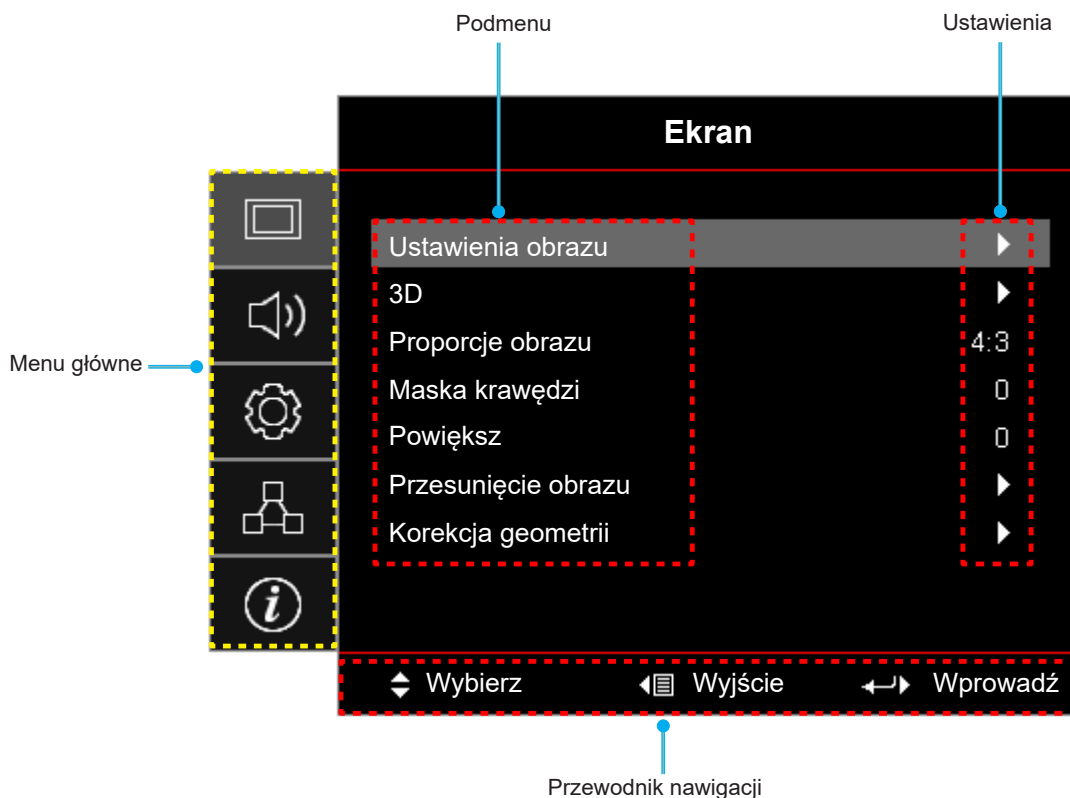 Podmenu
Ustawienia
Ekran
Menu główne
Ustawienia obrazu
3D
Proporcje obrazu 4:3
Maska krawędzi 0
Powiększ 0
Przesunięcie obrazu
Korekcja geometrii
i
Wybierz Wyjście Wprowadź
Przewodnik nawigacji